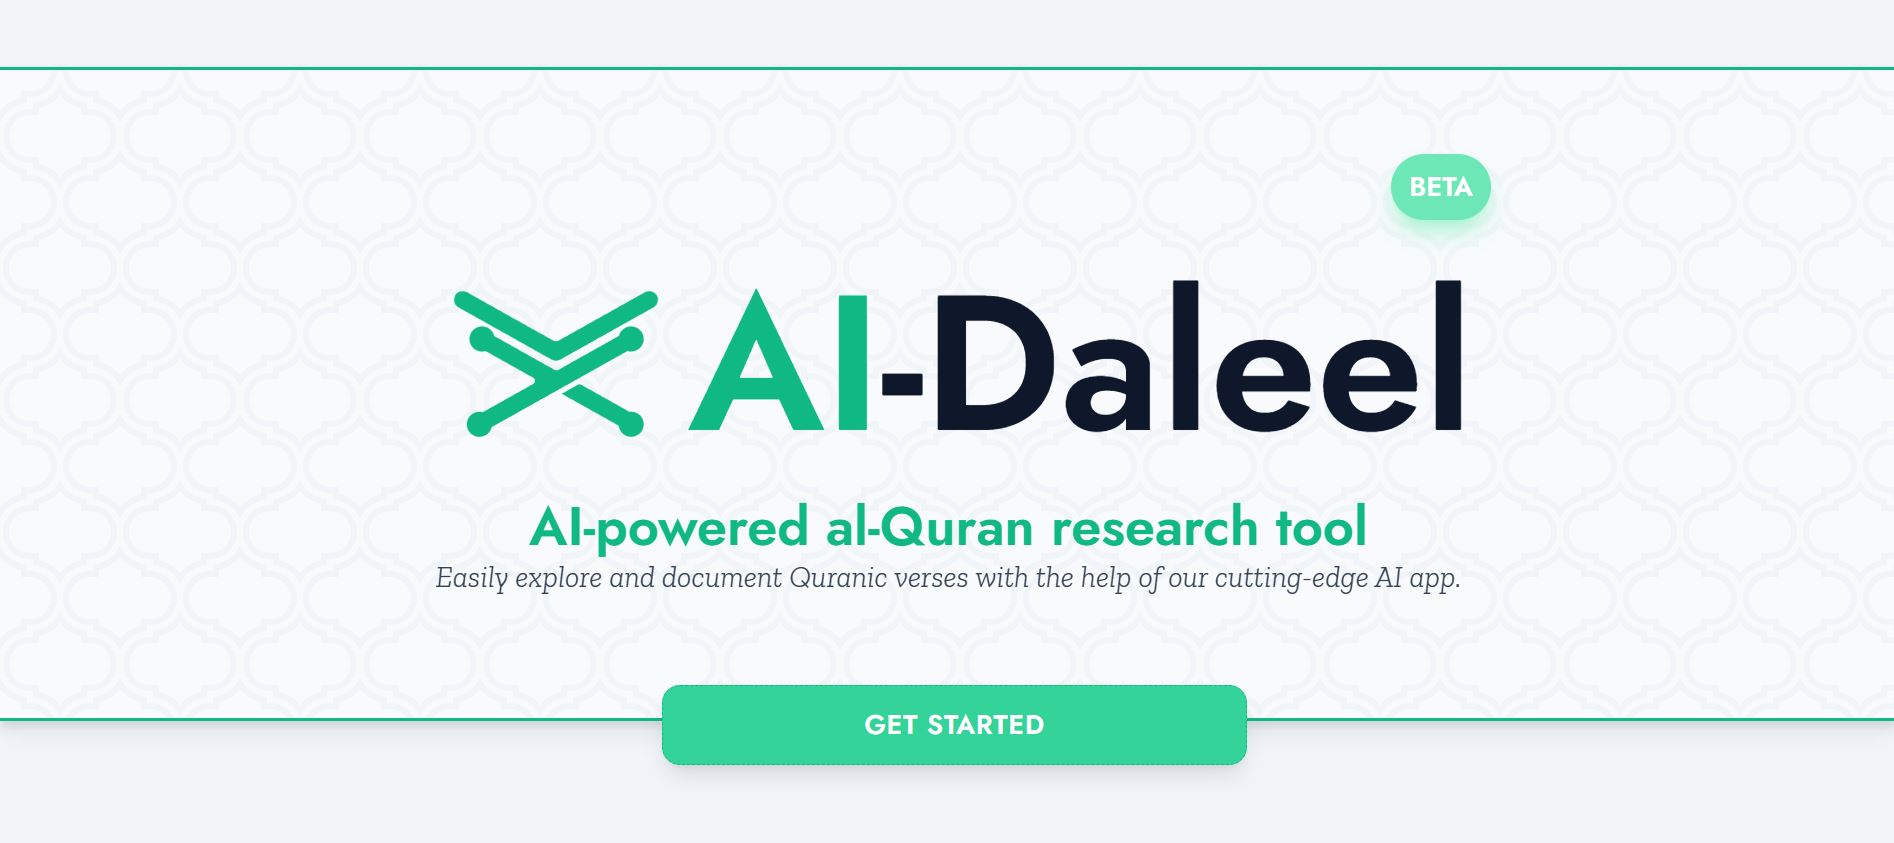 BETA
AI-Daleel
AI-powered al-Quran research tool
Easily explore and document Quranic verses with the help of our cutting-edge AI app.
GET STARTED